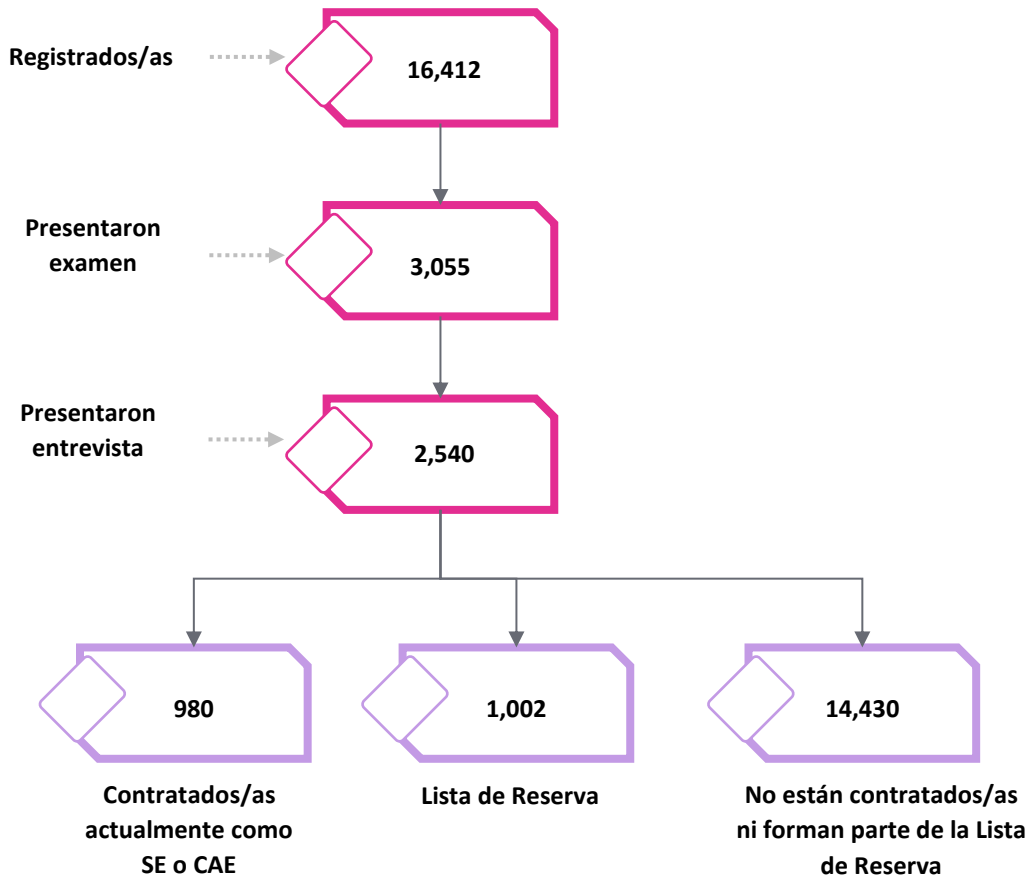 Registrados/as
16,412
Presentaron
examen
3,055
Presentaron
entrevista
2,540
980
1,002
14,430
Contratados/as
actualmente como
SE o CAE
Lista de Reserva
No están contratados/as
ni forman parte de la Lista
de Reserva